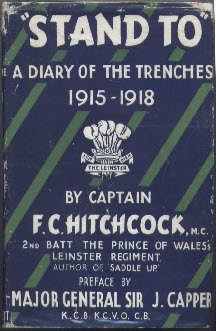 "STAND TO"
A DIARY OF THE TRENCHES
1915-1918
THE LEINSTER
BY CAPTAIN
F.C. HITCHCOCK, M.C.
2ND BATT THE PRINCE OF WALES'S
LEINSTER REGIMENT.
AUTHOR OF 'SADDLE UP'
PREFACE BY
MAJOR GENERAL SIR J. CAPPER
K.C.B. K.C.V.O. C.B.